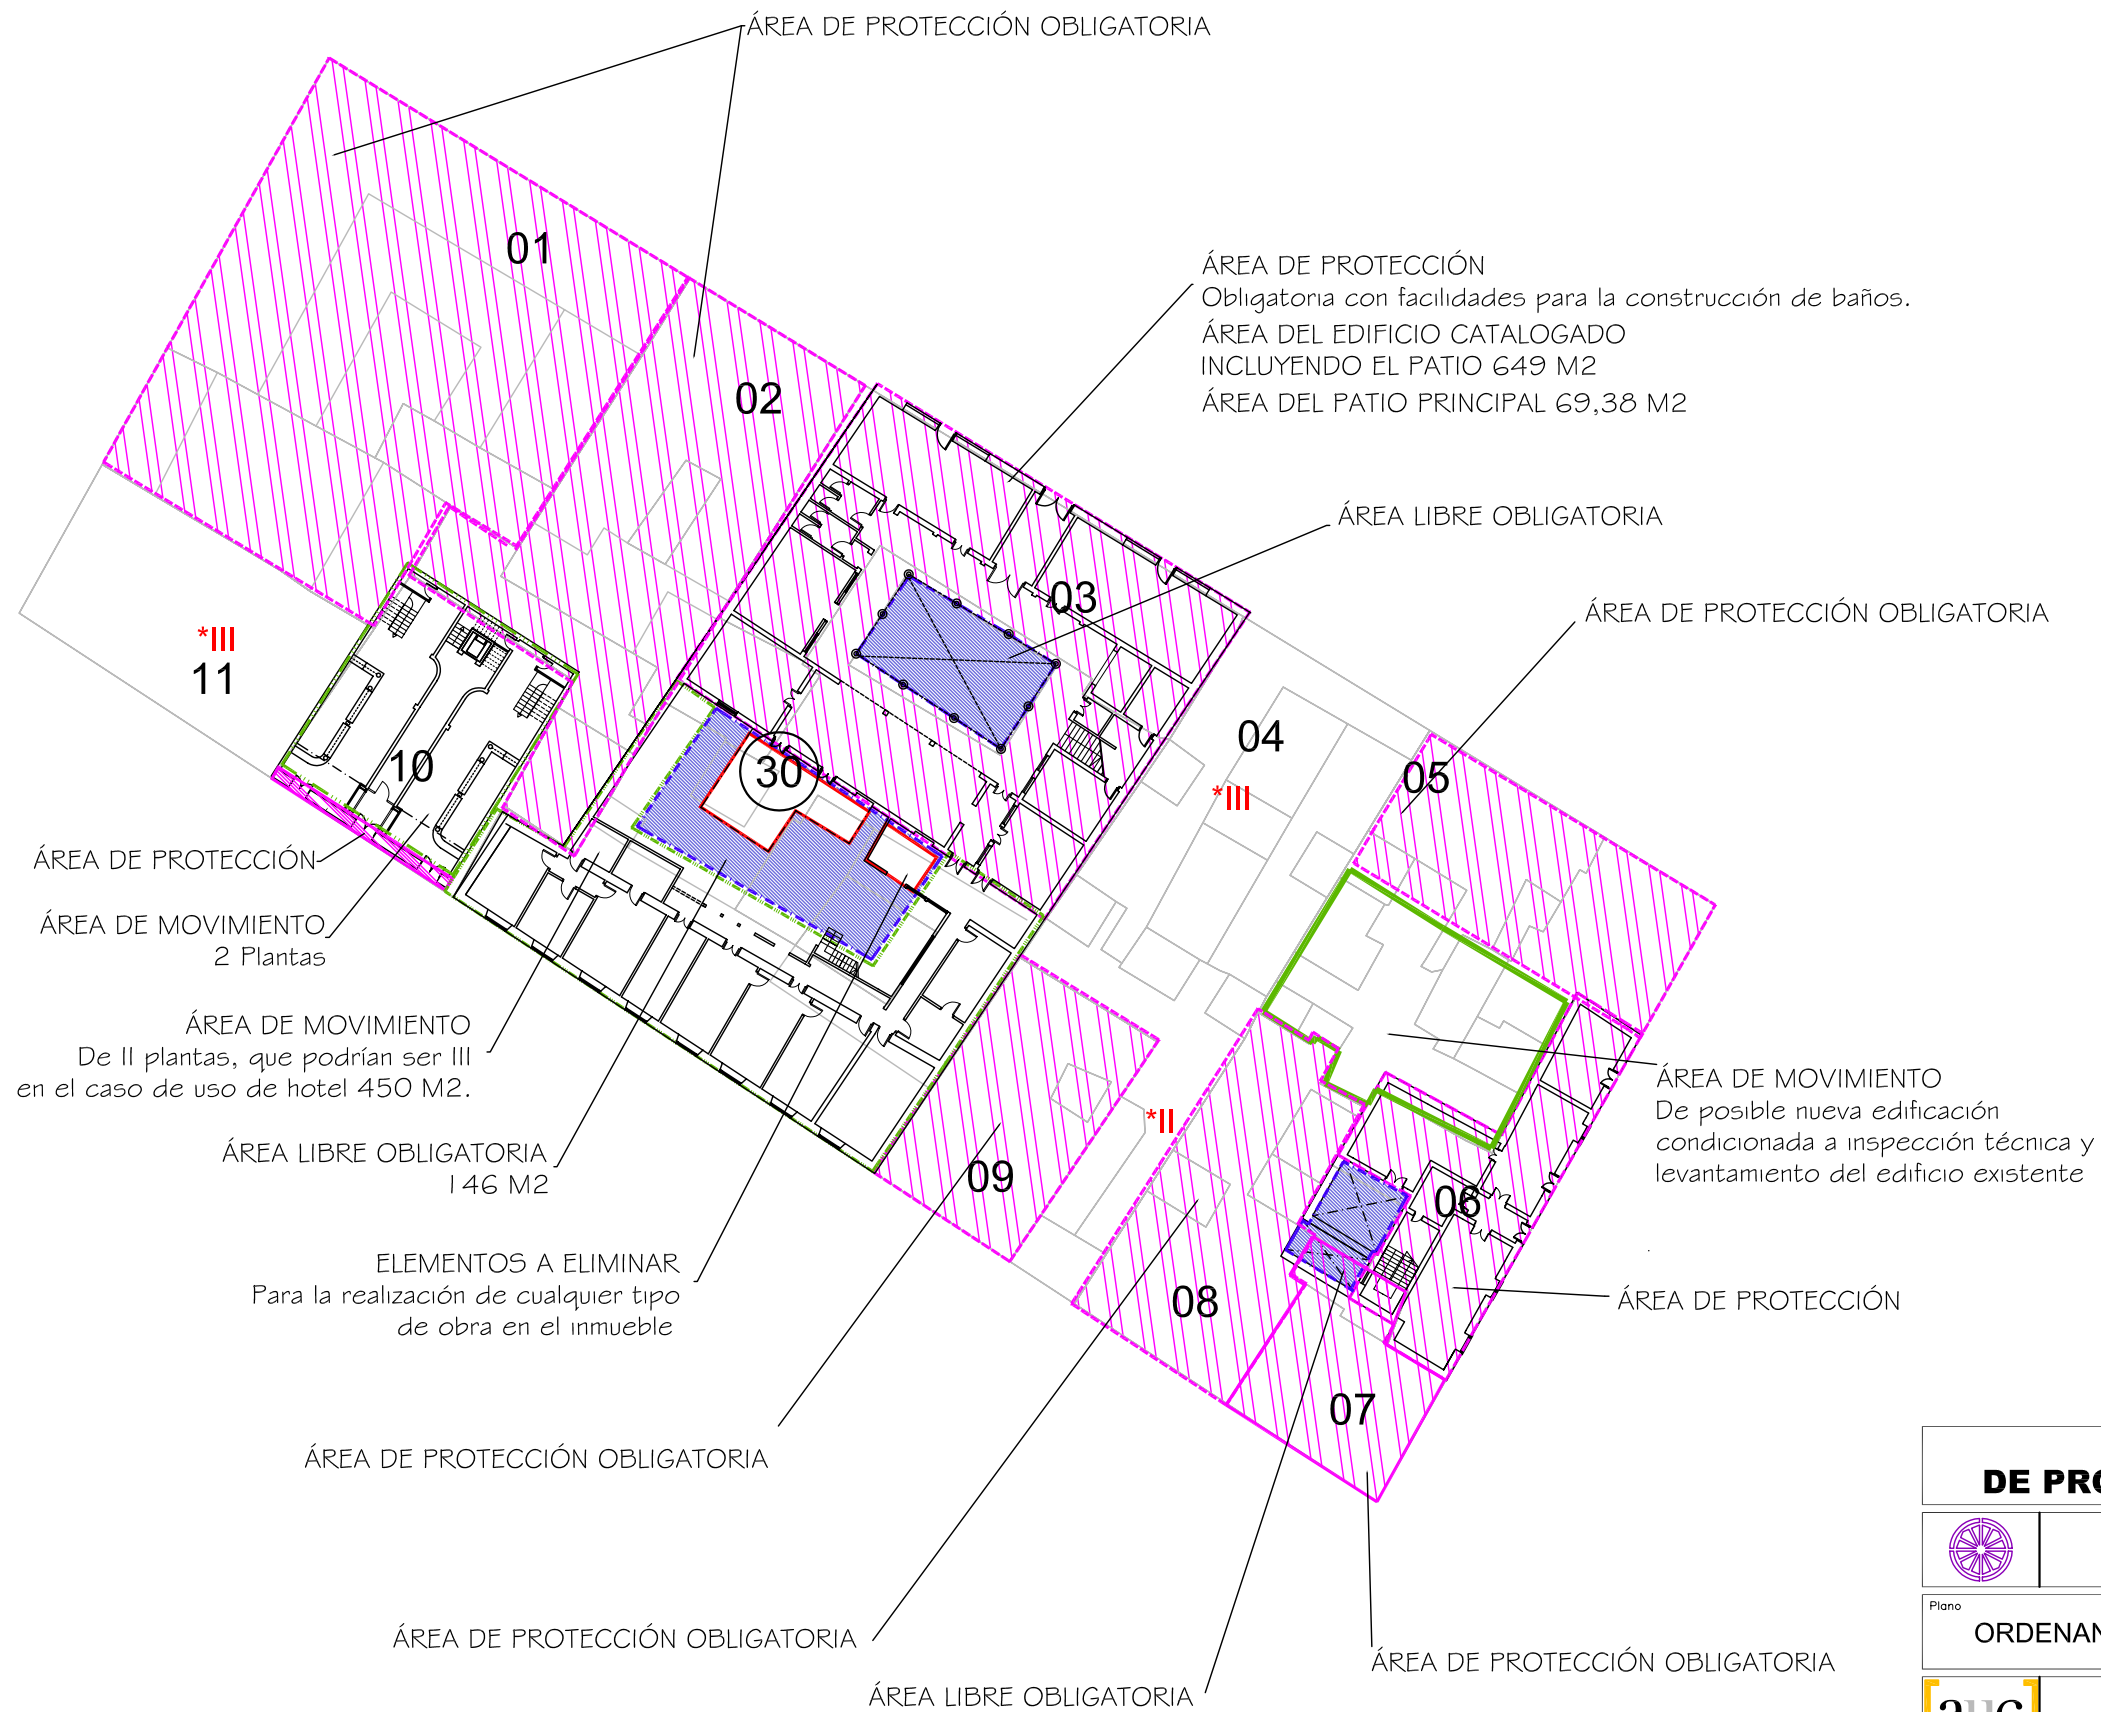 ÁREA DE PROTECCIÓN OBLIGATORIA
01
02
ÁREA DE PROTECCIÓN
Obligatoria con facilidades para la construcción de baños.
ÁREA DEL EDIFICIO CATALOGADO
INCLUYENDO EL PATIO 649 M2
ÁREA DEL PATIO PRINCIPAL 69,38 M2
ÁREA LIBRE OBLIGATORIA
03
ÁREA DE PROTECCIÓN OBLIGATORIA
*III
11
04
*III
05
10
30
ÁREA DE PROTECCIÓN
ÁREA DE MOVIMIENTO
2 Plantas
ÁREA DE MOVIMIENTO
De II plantas, que podrían ser III
en el caso de uso de hotel 450 M2.
ÁREA LIBRE OBLIGATORIA
146 M2
ELEMENTOS A ELIMINAR
Para la realización de cualquier tipo
de obra en el inmueble
*II
09
ÁREA DE MOVIMIENTO
De posible nueva edificación
condicionada a inspección técnica y
levantamiento del edificio existente
06
08
ÁREA DE PROTECCIÓN
07
ÁREA DE PROTECCIÓN OBLIGATORIA
ÁREA DE PROTECCIÓN OBLIGATORIA
ÁREA DE PROTECCIÓN OBLIGATORIA
ÁREA LIBRE OBLIGATORIA
DE PRO
Plano
ORDENAN
[auc]